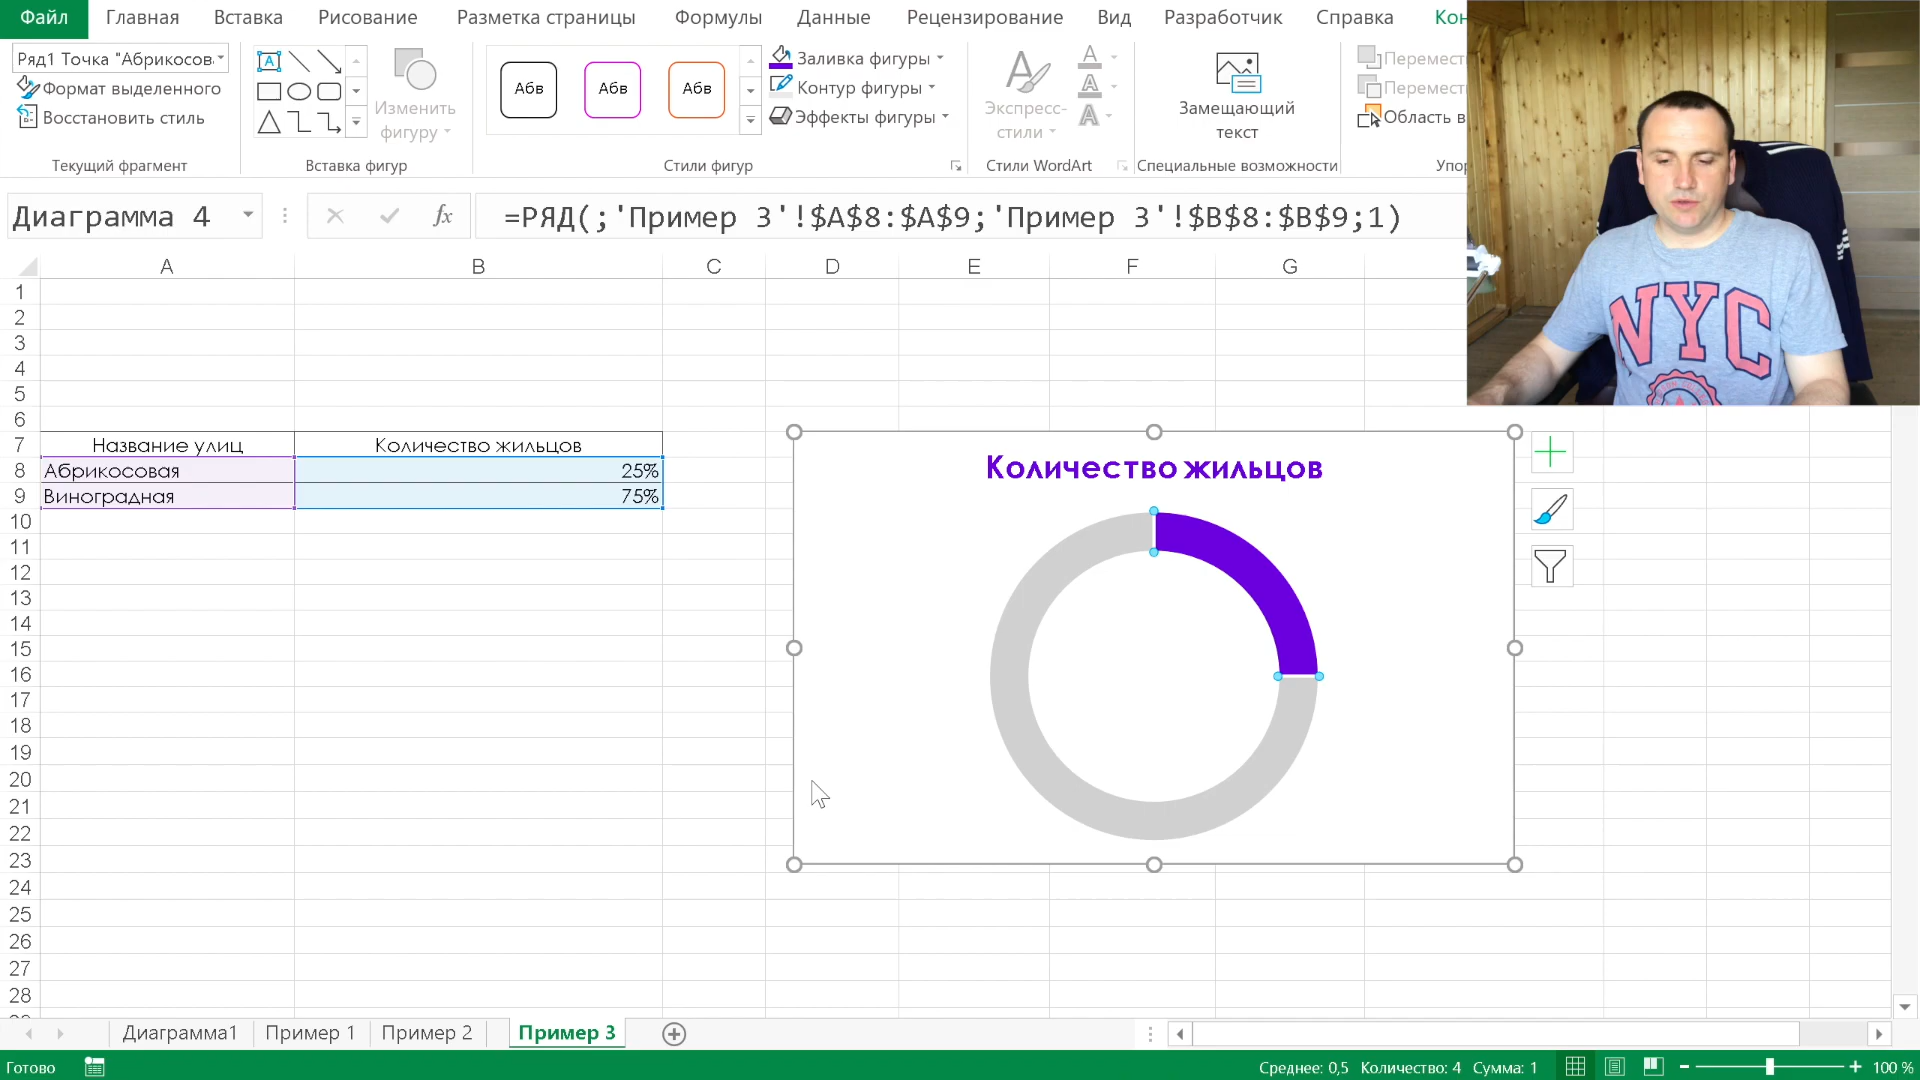 Файл Главная Вставка Рисование Разметка страницы Формулы Данные Рецензирование Вид Разработчик Справка
Ряд1 Точка "Абрикосов
Формат выделенного
Восстановить стиль
Текущий фрагмент
Изменить
фигуру
Вставка фигур
Абв Абв Абв
Заливка фигуры
Контур фигуры
Эффекты фигуры
Стили фигур
Экспресс-
стили
Стили WordArt
Замещающий
текст
Специальные возможности
Область в
Диаграмма 4 fx =РЯД(;'Пример 3'!$A$8:$A$9;'Пример 3'!$B$8:$B$9;1)
A B C D E F G
1
2
3
4
5
6
7 Название улиц Количество жильцов
8 Абрикосовая 25%
9 Виноградная 75%
10
11
12
13
14
15
16
17
18
19
20
21
22
23
24
25
26
27
28
Количество жильцов
NYC
Диаграмма1 Пример 1 Пример 2 Пример 3
Готово Среднее: 0,5 Количество: 4 Сумма: 1 100 %